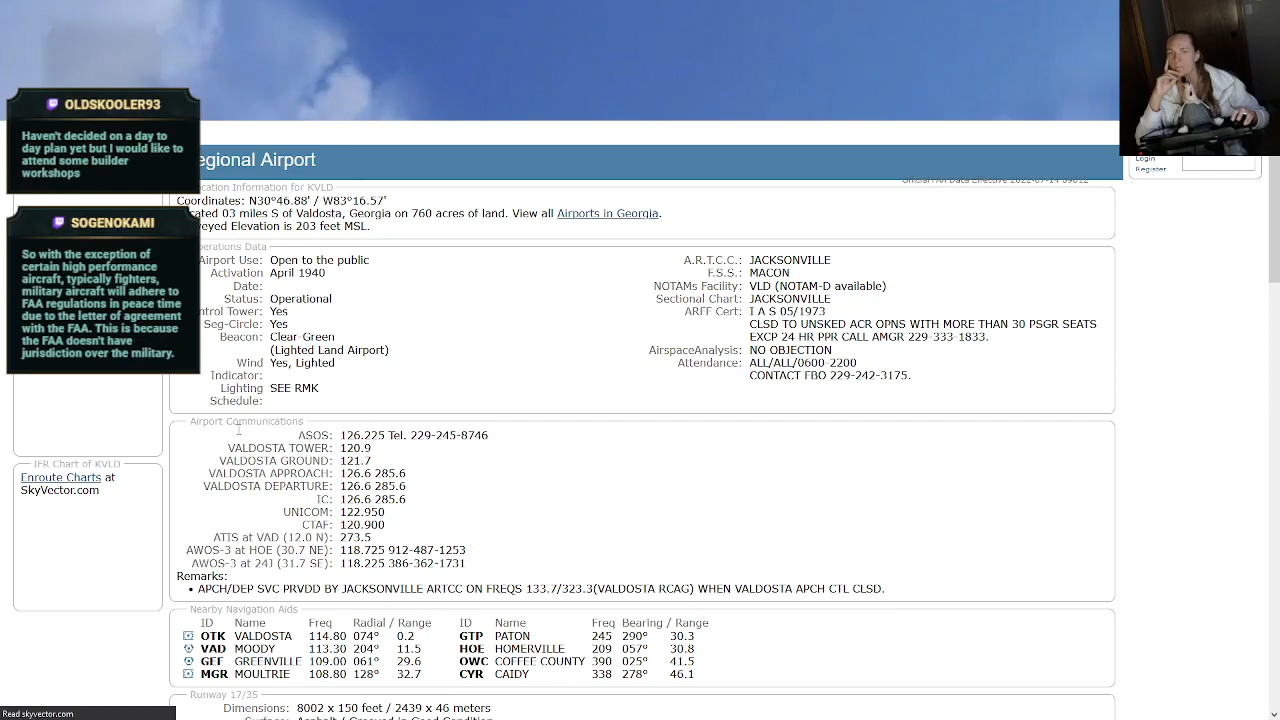 OLDSKOOLER93
Haven't decided on a day to
day plan yet but I would like to
attend some builder
workshops
SOGENOKAMI
So with the exception of
certain high performance
aircraft, typically fighters,
military aircraft will adhere to
FAA regulations in peace time
due to the letter of agreement
with the FAA. This is because
the FAA doesn't have
jurisdiction over the military.
IFR Chart of KVLD
Enroute Charts at
SkyVector.com
egional Airport
Login
Register
ocation Information for KVLD
Coordinates: N30°46.88' / W83°16.57'
cated 03 miles S of Valdosta, Georgia on 760 acres of land. View all Airports in Georgia.
veyed Elevation is 203 feet MSL.
perations Data
Airport Use: Open to the public
Activation April 1940
Date:
Status: Operational
ntrol Tower: Yes
Seg-Circle: Yes
Beacon: Clear-Green
(Lighted Land Airport)
Wind Yes, Lighted
Indicator:
Lighting SEE RMK
Schedule:
A.R.T.C.C.: JACKSONVILLE
F.S.S.: MACON
NOTAMs Facility: VLD (NOTAM-D available)
Sectional Chart: JACKSONVILLE
ARFF Cert: I A S 05/1973
CLSD TO UNSKED ACR OPNS WITH MORE THAN 30 PSGR SEATS
EXCP 24 HR PPR CALL AMGR 229-333-1833.
AirspaceAnalysis: NO OBJECTION
Attendance: ALL/ALL/0600-2200
CONTACT FBO 229-242-3175.
Airport Communications
ASOS: 126.225 Tel. 229-245-8746
VALDOSTA TOWER: 120.9
VALDOSTA GROUND: 121.7
VALDOSTA APPROACH: 126.6 285.6
VALDOSTA DEPARTURE: 126.6 285.6
IC: 126.6 285.6
UNICOM: 122.950
CTAF: 120.900
ATIS at VAD (12.0 N): 273.5
AWOS-3 at HOE (30.7 NE): 118.725 912-487-1253
AWOS-3 at 24J (31.7 SE): 118.225 386-362-1731
Remarks:
• APCH/DEP SVC PRVDD BY JACKSONVILLE ARTCC ON FREQS 133.7/323.3(VALDOSTA RCAG) WHEN VALDOSTA APCH CTL CLSD.
Nearby Navigation Aids
ID Name Freq Radial / Range ID Name Freq Bearing / Range
OTK VALDOSTA 114.80 074° 0.2 GTP PATON 245 290° 30.3
VAD MOODY 113.30 204° 11.5 HOE HOMERVILLE 209 057° 30.8
GEF GREENVILLE 109.00 061° 29.6 OWC COFFEE COUNTY 390 025° 41.5
MGR MOULTRIE 108.80 128° 32.7 CYR CAIDY 338 278° 46.1
Runway 17/35
Dimensions: 8002 x 150 feet / 2439 x 46 meters
Read skyvector.com